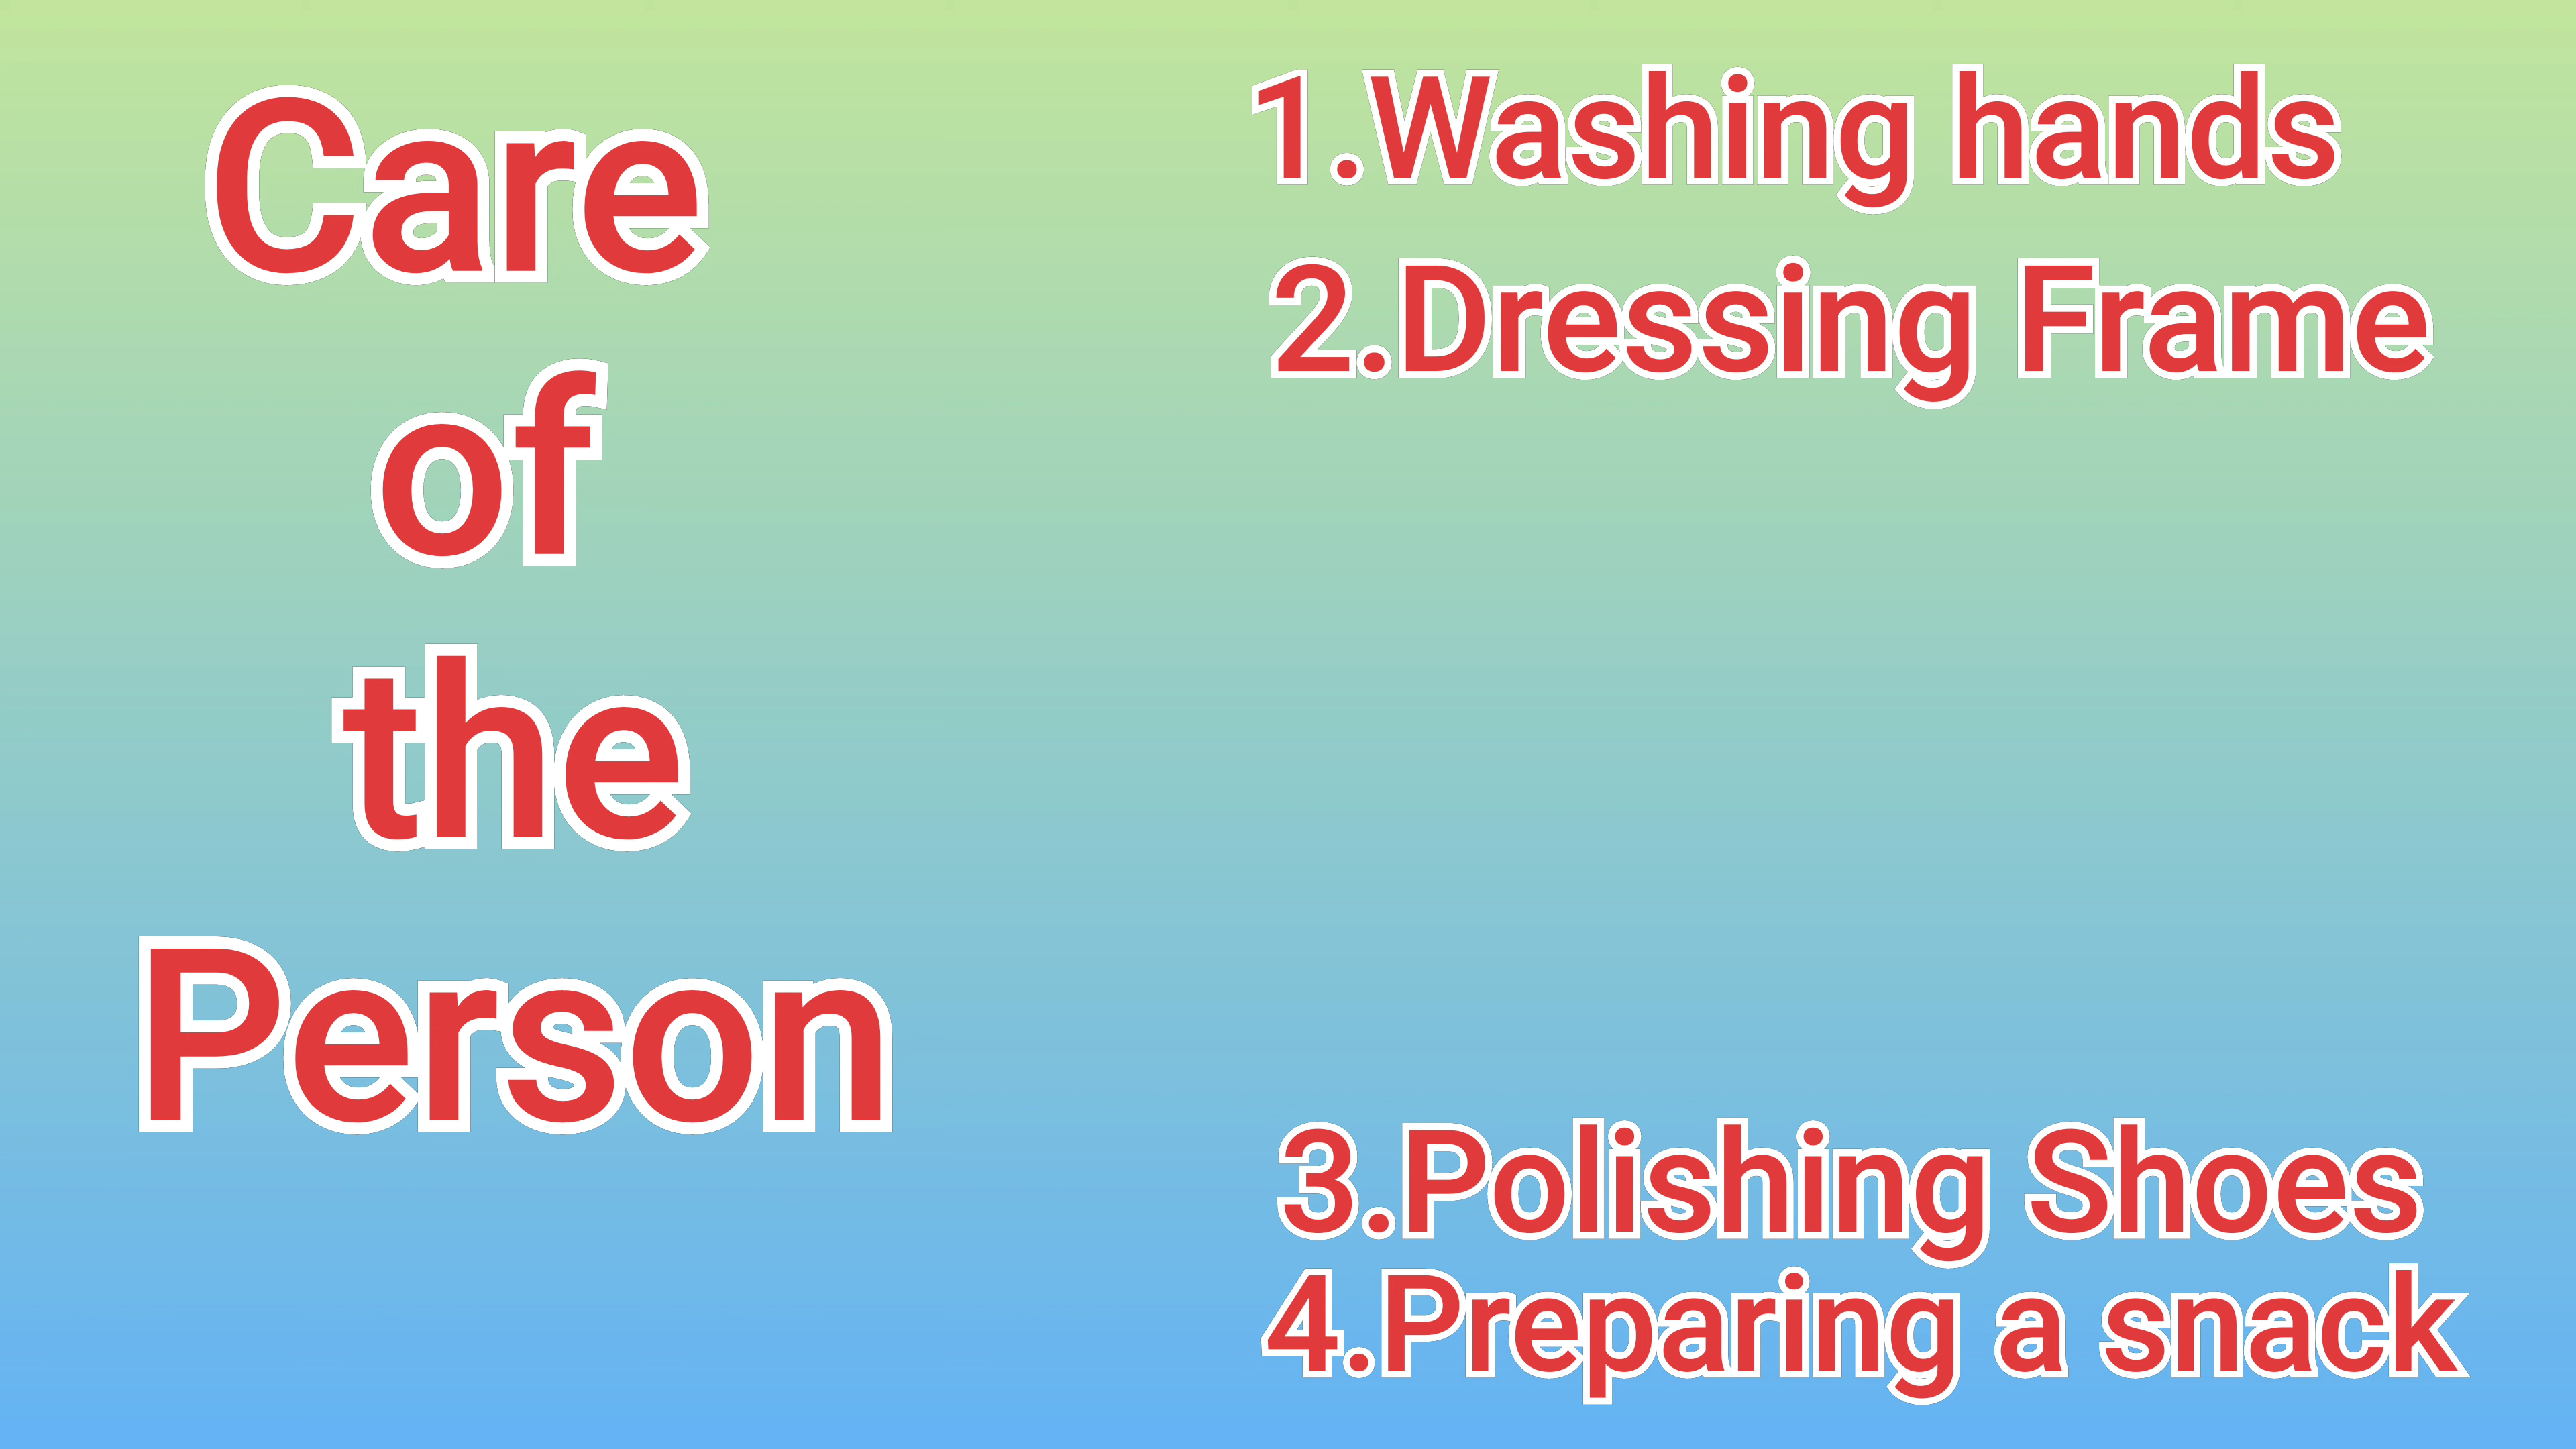 Care
of
the
Person
1.Washing hands
2.Dressing Frame
3.Polishing Shoes
4.Preparing a snack